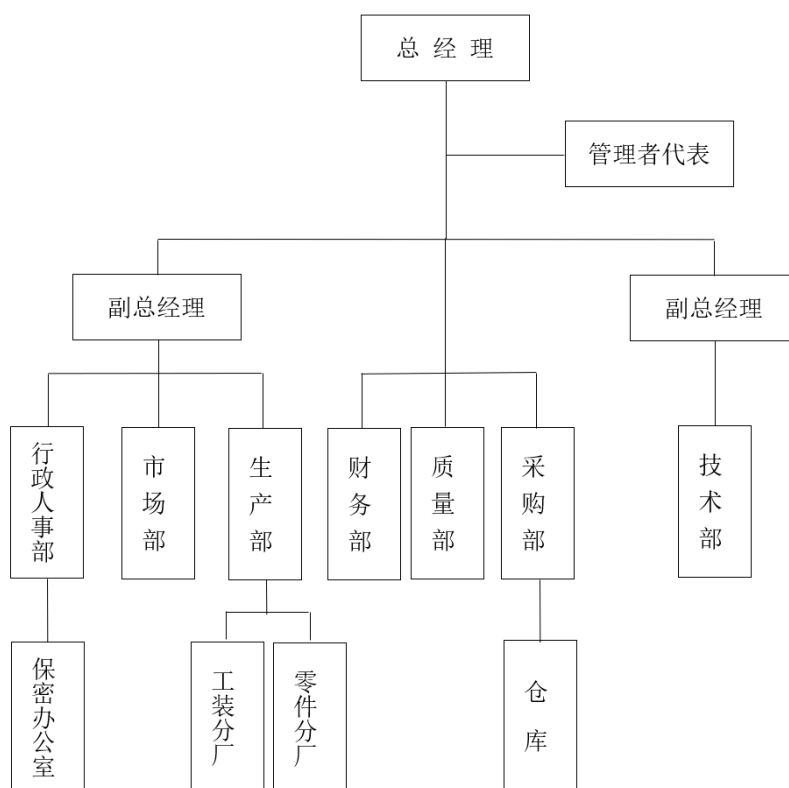 总 经 理
管理者代表
副总经理
副总经理
行政人事部
市场部
生产部
财务部
质量部
采购部
技术部
保密办公室
工装分厂
零件分厂
仓库